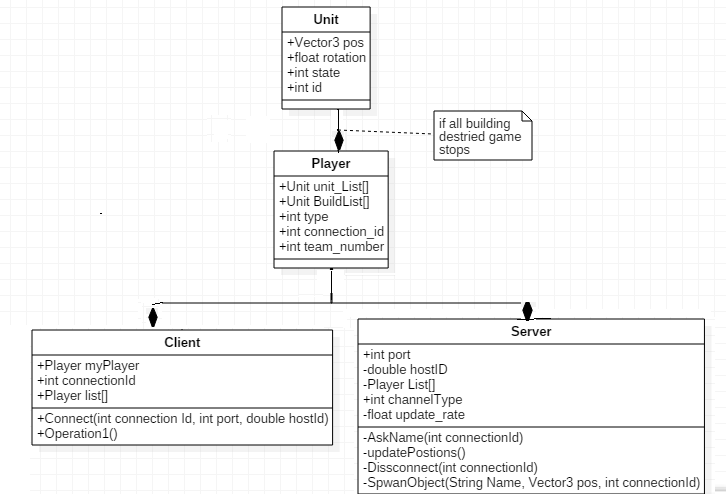 Unit
+Vector3 pos
+float rotation
+int state
+int id
if all building
destried game
stops
Player
+Unit unit_List[]
+Unit BuildList[]
+int type
+int connection_id
+int team_number
Client
+Player myPlayer
+int connectionId
+Player list[]
+Connect(int connection Id, int port, double hostId)
+Operation1()
Server
+int port
-double hostID
-Player List[]
+int channelType
-float update_rate
-AskName(int connectionId)
-updatePostions()
-Dissconnect(int connectionId)
-SpwanObject(String Name, Vector3 pos, int connectionId)